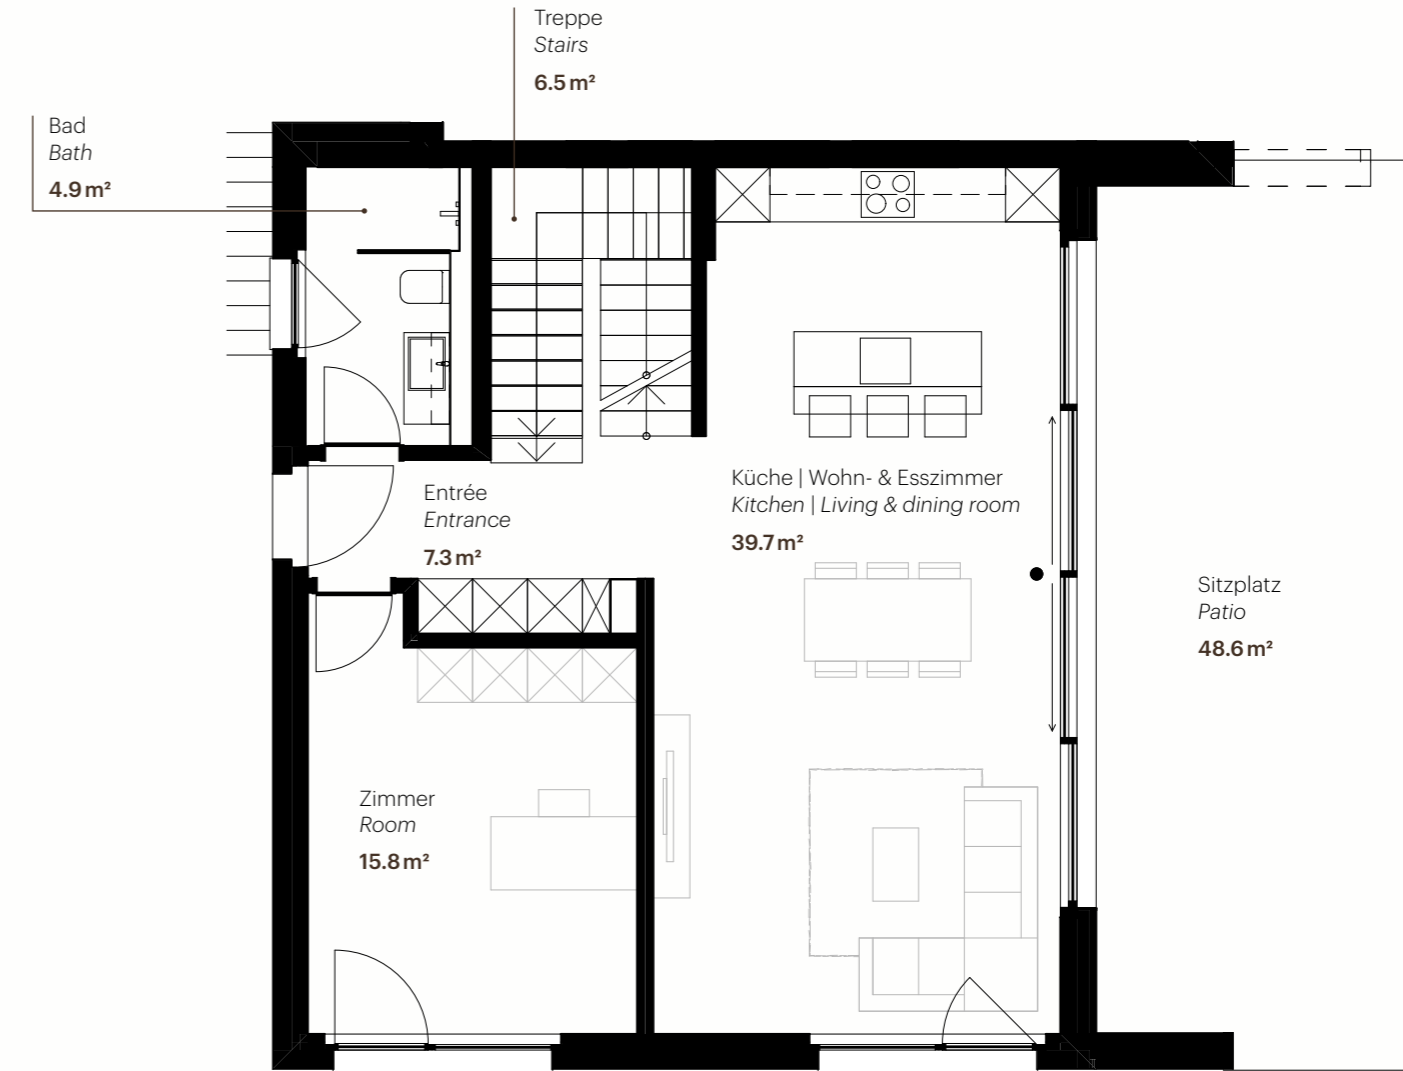 Treppe
Stairs
6.5 m²
Bad
Bath
4.9 m²
Entrée
Entrance
7.3 m²
Küche | Wohn- & Esszimmer
Kitchen | Living & dining room
39.7 m²
Sitzplatz
Patio
48.6 m²
Zimmer
Room
15.8 m²